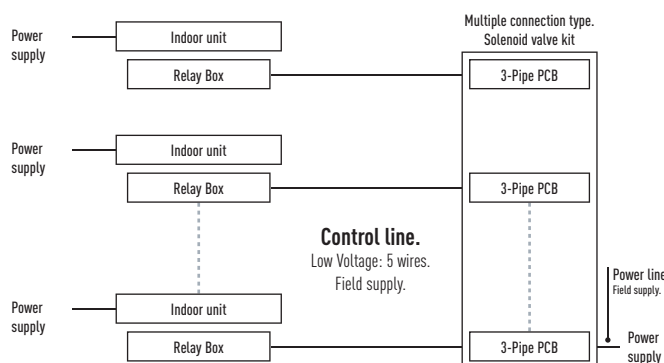 Multiple connection type.
Solenoid valve kit
Power
supply
Indoor unit
Relay Box
3-Pipe PCB
Power
supply
Indoor unit
Relay Box
3-Pipe PCB
Control line.
Low Voltage: 5 wires.
Field supply.
Power line
Field supply.
Power
supply
Indoor unit
Relay Box
3-Pipe PCB
Power
supply